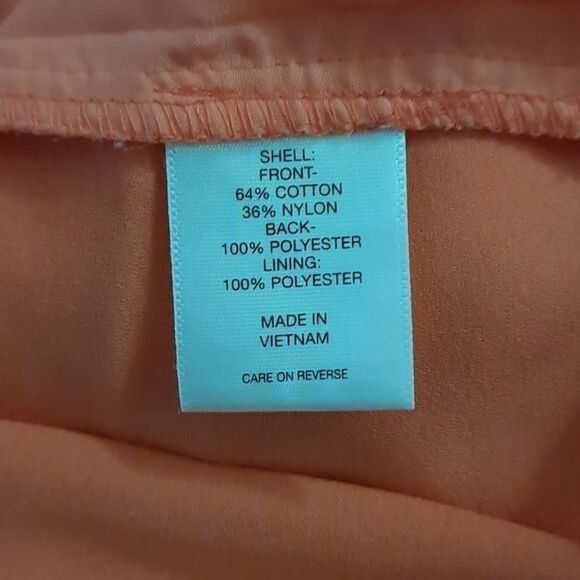 SHELL:
FRONT-
64% COTTON
36% NYLON
BACK-
100% POLYESTER
LINING:
100% POLYESTER
MADE IN
VIETNAM
CARE ON REVERSE